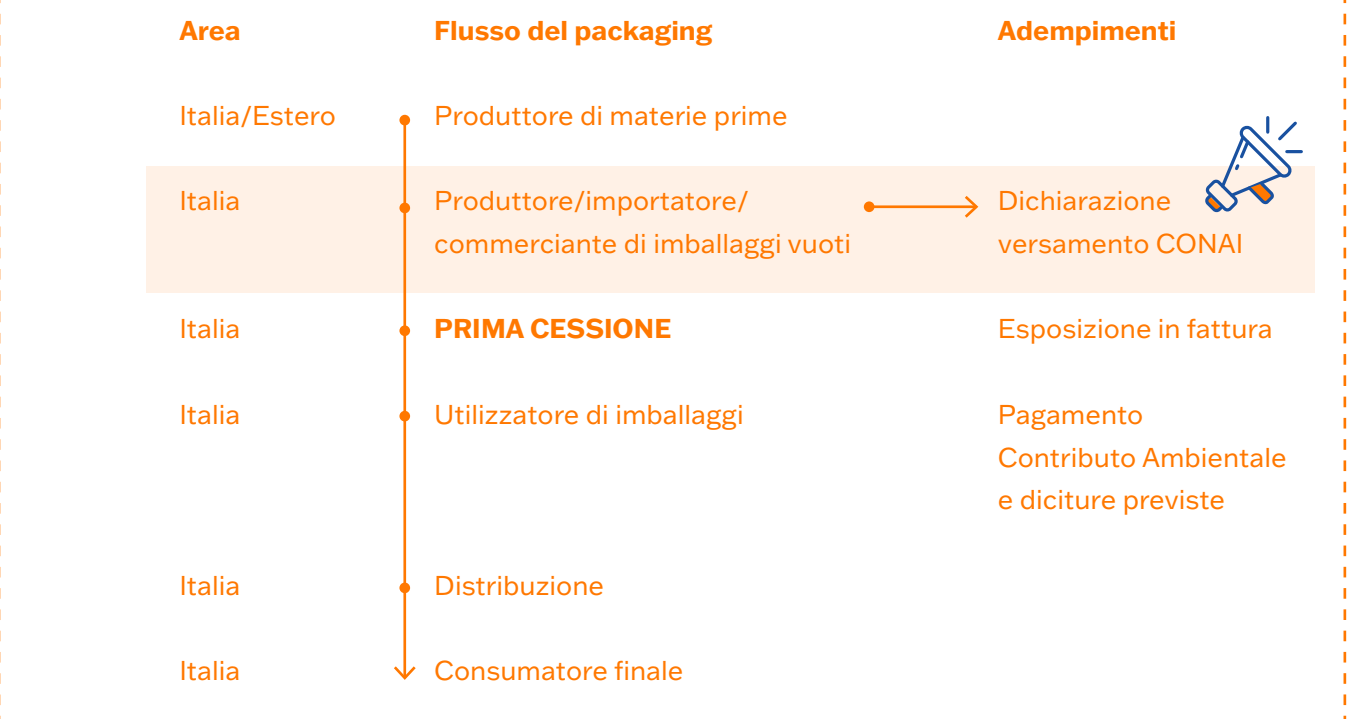 Area Flusso del packaging Adempimenti
Italia/Estero Produttore di materie prime
Italia Produttore/importatore/ Dichiarazione
commerciante di imballaggi vuoti versamento CONAI
Italia PRIMA CESSIONE Esposizione in fattura
Italia Utilizzatore di imballaggi Pagamento
Contributo Ambientale
e diciture previste
Italia Distribuzione
Italia Consumatore finale